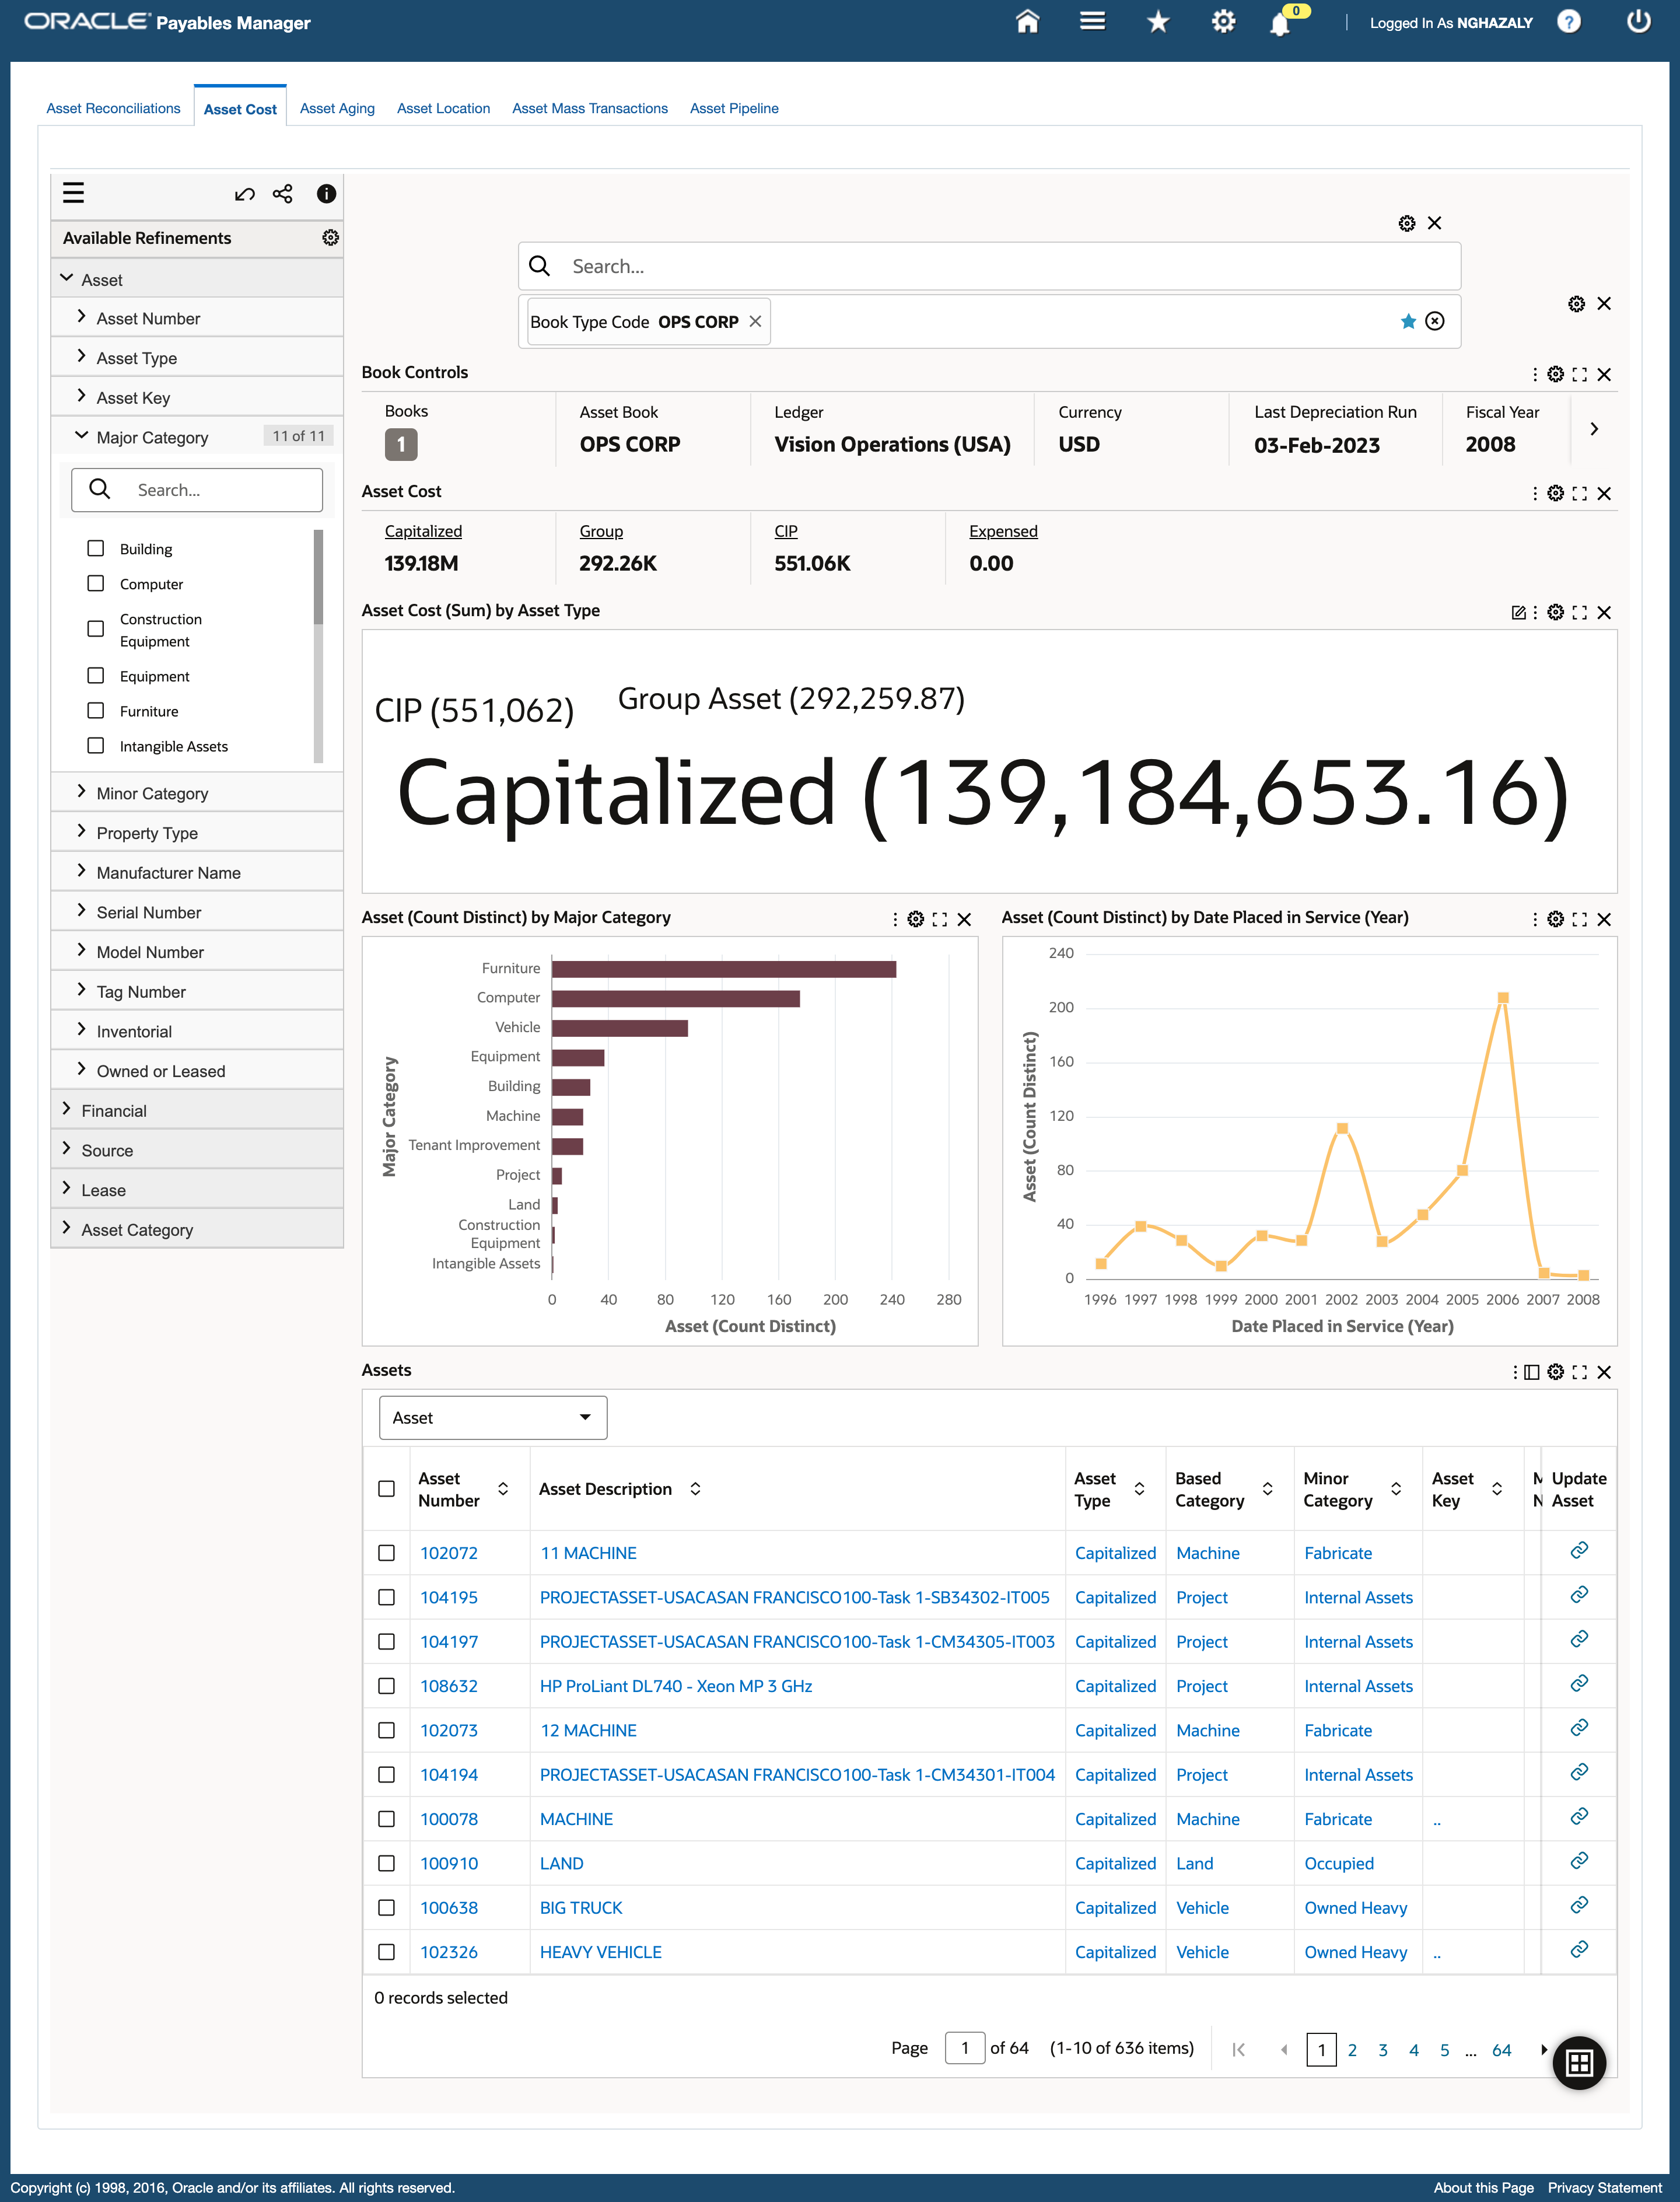 ORACLE Payables Manager
0
Logged In As NGHAZALY
?
Asset Reconciliations Asset Cost Asset Aging Asset Location Asset Mass Transactions Asset Pipeline
Available Refinements
Asset
Asset Number
Asset Type
Asset Key
Major Category 11 of 11
Search...
Building
Computer
Construction
Equipment
Equipment
Furniture
Intangible Assets
Minor Category
Property Type
Manufacturer Name
Serial Number
Model Number
Tag Number
Inventorial
Owned or Leased
Financial
Source
Lease
Asset Category
Search...
Book Type Code OPS CORP
Book Controls
Books Asset Book Ledger Currency Last Depreciation Run Fiscal Year
1 OPS CORP Vision Operations (USA) USD 03-Feb-2023 2008
Asset Cost
Capitalized Group CIP Expensed
139.18M 292.26K 551.06K 0.00
Asset Cost (Sum) by Asset Type
CIP (551,062) Group Asset (292,259.87)
Capitalized (139,184,653.16)
Asset (Count Distinct) by Major Category
Major Category
Furniture
Computer
Vehicle
Equipment
Building
Machine
Tenant Improvement
Project
Land
Construction
Equipment
Intangible Assets
0 40 80 120 160 200 240 280
Asset (Count Distinct)
Asset (Count Distinct) by Date Placed in Service (Year)
Asset (Count Distinct)
240
200
160
120
80
40
0
1996 1997 1998 1999 2000 2001 2002 2003 2004 2005 2006 2007 2008
Date Placed in Service (Year)
Assets
Asset
Asset Number Asset Description Asset Type Based Category Minor Category Asset Key M N Update Asset
102072 11 MACHINE Capitalized Machine Fabricate
104195 PROJECTASSET-USACASAN FRANCISCO100-Task 1-SB34302-IT005 Capitalized Project Internal Assets
104197 PROJECTASSET-USACASAN FRANCISCO100-Task 1-CM34305-IT003 Capitalized Project Internal Assets
108632 HP ProLiant DL740 - Xeon MP 3 GHz Capitalized Project Internal Assets
102073 12 MACHINE Capitalized Machine Fabricate
104194 PROJECTASSET-USACASAN FRANCISCO100-Task 1-CM34301-IT004 Capitalized Project Internal Assets
100078 MACHINE Capitalized Machine Fabricate ..
100910 LAND Capitalized Land Occupied
100638 BIG TRUCK Capitalized Vehicle Owned Heavy
102326 HEAVY VEHICLE Capitalized Vehicle Owned Heavy ..
0 records selected
Page 1 of 64 (1-10 of 636 items) 1 2 3 4 5 ... 64
Copyright (c) 1998, 2016, Oracle and/or its affiliates. All rights reserved.
About this Page Privacy Statement